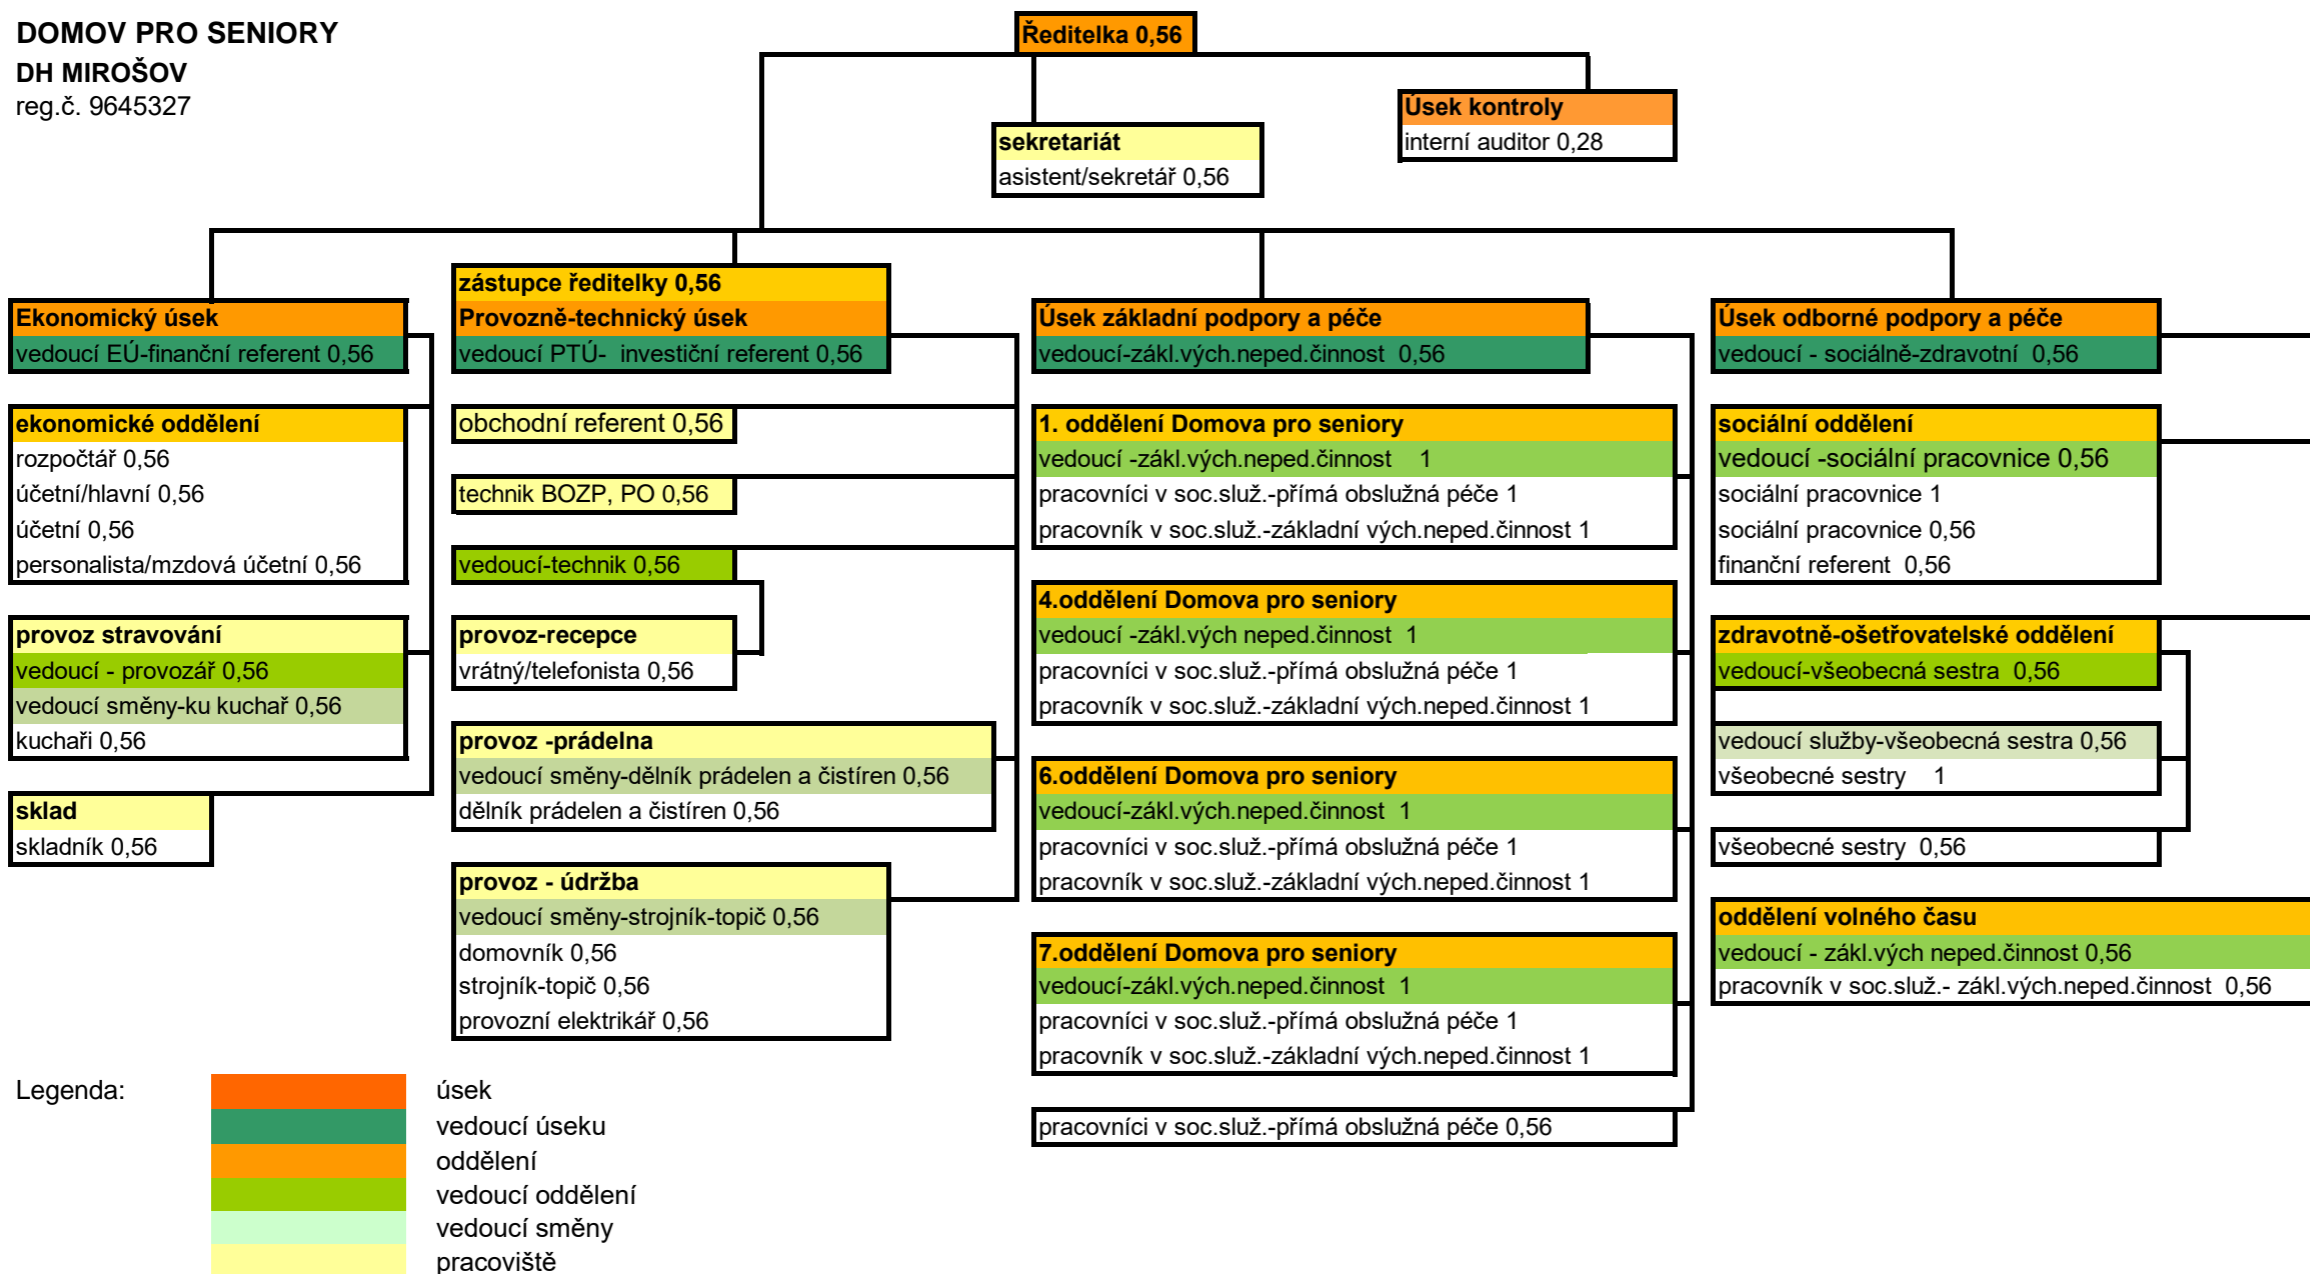 DOMOV PRO SENIORY
DH MIROŠOV
reg.č. 9645327
Ředitelka 0,56
Úsek kontroly
interní auditor 0,28
sekretariát
asistent/sekretář 0,56
Ekonomický úsek
vedoucí EÚ-finanční referent 0,56
ekonomické oddělení
rozpočtář 0,56
účetní/hlavní 0,56
účetní 0,56
personalista/mzdová účetní 0,56
provoz stravování
vedoucí - provozář 0,56
vedoucí směny-ku kuchař 0,56
kuchaři 0,56
sklad
skladník 0,56
zástupce ředitelky 0,56
Provozně-technický úsek
vedoucí PTÚ- investiční referent 0,56
obchodní referent 0,56
technik BOZP, PO 0,56
vedoucí-technik 0,56
provoz-recepce
vrátný/telefonista 0,56
provoz -prádelna
vedoucí směny-dělník prádelen a čistíren 0,56
dělník prádelen a čistíren 0,56
provoz - údržba
vedoucí směny-strojník-topič 0,56
domovník 0,56
strojník-topič 0,56
provozní elektrikář 0,56
Úsek základní podpory a péče
vedoucí-zákl.vých.neped.činnost 0,56
1. oddělení Domova pro seniory
vedoucí -zákl.vých.neped.činnost 1
pracovníci v soc.služ.-přímá obslužná péče 1
pracovník v soc.služ.-základní vých.neped.činnost 1
4.oddělení Domova pro seniory
vedoucí -zákl.vých neped.činnost 1
pracovníci v soc.služ.-přímá obslužná péče 1
pracovník v soc.služ.-základní vých.neped.činnost 1
6.oddělení Domova pro seniory
vedoucí-zákl.vých.neped.činnost 1
pracovníci v soc.služ.-přímá obslužná péče 1
pracovník v soc.služ.-základní vých.neped.činnost 1
7.oddělení Domova pro seniory
vedoucí-zákl.vých.neped.činnost 1
pracovníci v soc.služ.-přímá obslužná péče 1
pracovník v soc.služ.-základní vých.neped.činnost 1
pracovníci v soc.služ.-přímá obslužná péče 0,56
Úsek odborné podpory a péče
vedoucí - sociálně-zdravotní 0,56
sociální oddělení
vedoucí -sociální pracovnice 0,56
sociální pracovnice 1
sociální pracovnice 0,56
finanční referent 0,56
zdravotně-ošetřovatelské oddělení
vedoucí-všeobecná sestra 0,56
vedoucí služby-všeobecná sestra 0,56
všeobecné sestry 1
všeobecné sestry 0,56
oddělení volného času
vedoucí - zákl.vých neped.činnost 0,56
pracovník v soc.služ.- zákl.vých.neped.činnost 0,56
Legenda:
úsek
vedoucí úseku
oddělení
vedoucí oddělení
vedoucí směny
pracoviště